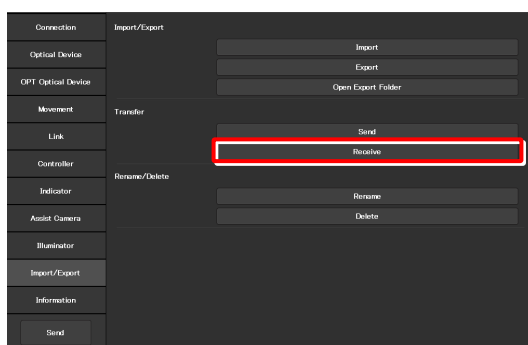 Connection
Optical Device
OPT Optical Device
Movement
Link
Controller
Indicator
Assist Camera
Illuminator
Import/Export
Information
Send
Import/Export
Import
Export
Open Export Folder
Transfer
Send
Receive
Rename/Delete
Rename
Delete